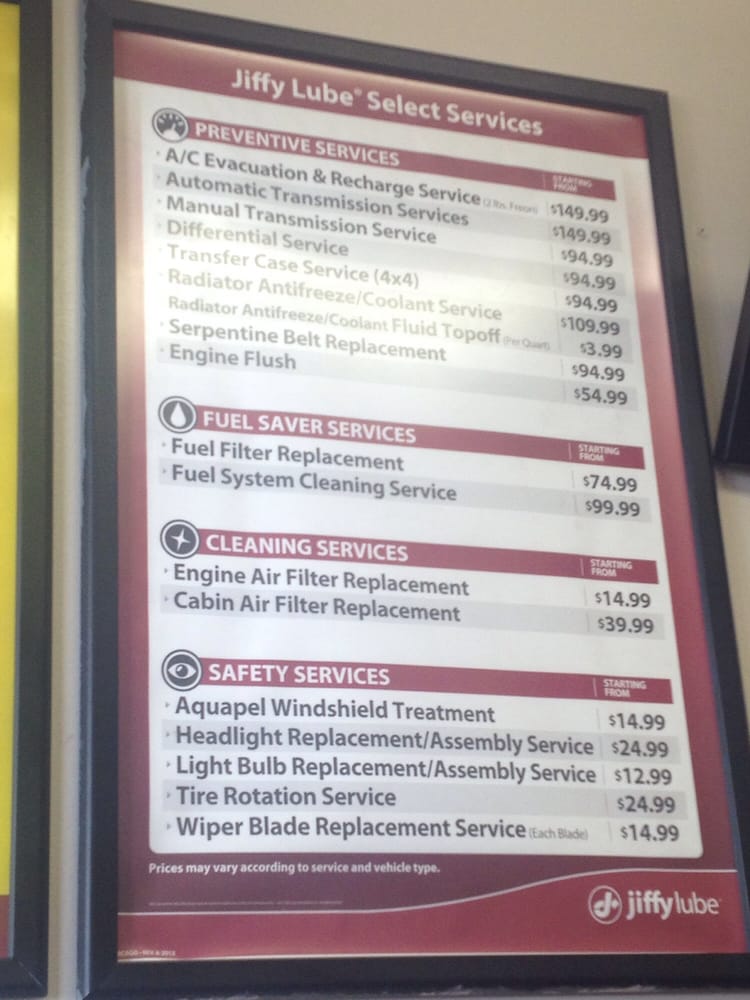 Jiffy Lube® Select Services
PREVENTIVE SERVICES STARTING FROM
A/C Evacuation & Recharge Service (2 lbs. Freon) $149.99
Automatic Transmission Services $149.99
Manual Transmission Service $94.99
Differential Service $94.99
Transfer Case Service (4x4) $94.99
Radiator Antifreeze/Coolant Service $109.99
Radiator Antifreeze/Coolant Fluid Topoff (Per Quart) $3.99
Serpentine Belt Replacement $94.99
Engine Flush $54.99
FUEL SAVER SERVICES STARTING FROM
Fuel Filter Replacement $74.99
Fuel System Cleaning Service $99.99
CLEANING SERVICES STARTING FROM
Engine Air Filter Replacement $14.99
Cabin Air Filter Replacement $39.99
SAFETY SERVICES STARTING FROM
Aquapel Windshield Treatment $14.99
Headlight Replacement/Assembly Service $24.99
Light Bulb Replacement/Assembly Service $12.99
Tire Rotation Service $24.99
Wiper Blade Replacement Service (Each Blade) $14.99
Prices may vary according to service and vehicle type.
jiffylube